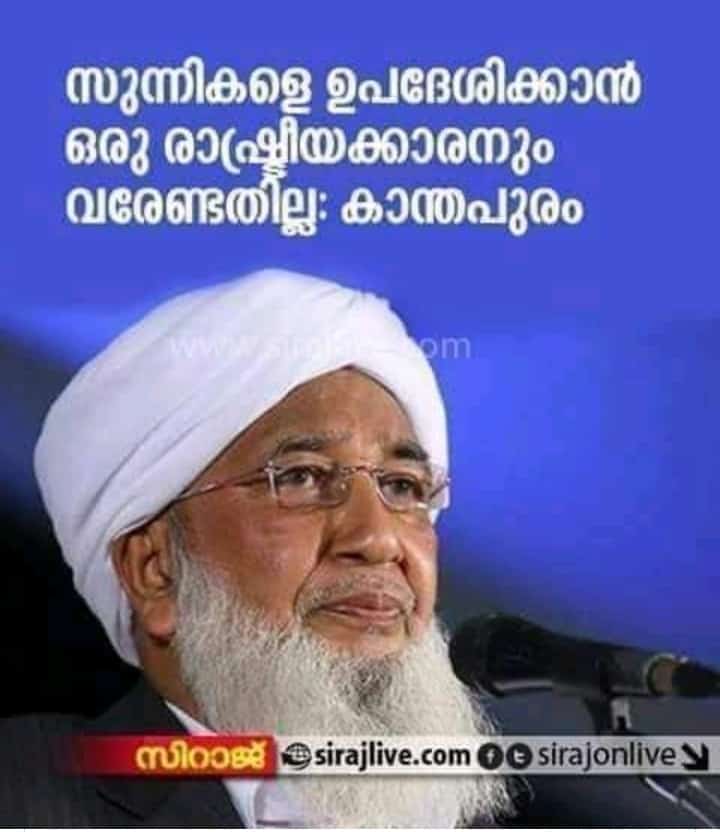 സുന്നികളെ ഉപദേശിക്കാൻ
ഒരു രാഷ്ട്രീയക്കാരനും
വരേണ്ടതില്ല: കാന്തപുരം
സിറാജ് sirajlive.com sirajonlive